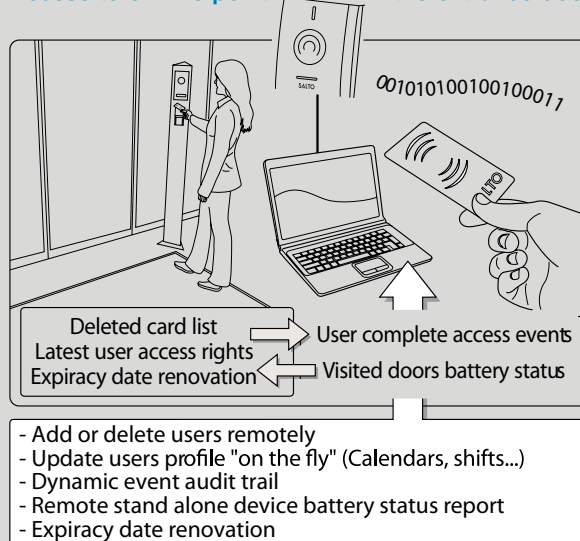 SALTO
001010100100100011
LTO
Deleted card list
Latest user access rights
Expiracy date renovation
User complete access events
Visited doors battery status
- Add or delete users remotely
- Update users profile "on the fly" (Calendars, shifts...)
- Dynamic event audit trail
- Remote stand alone device battery status report
- Expiracy date renovation